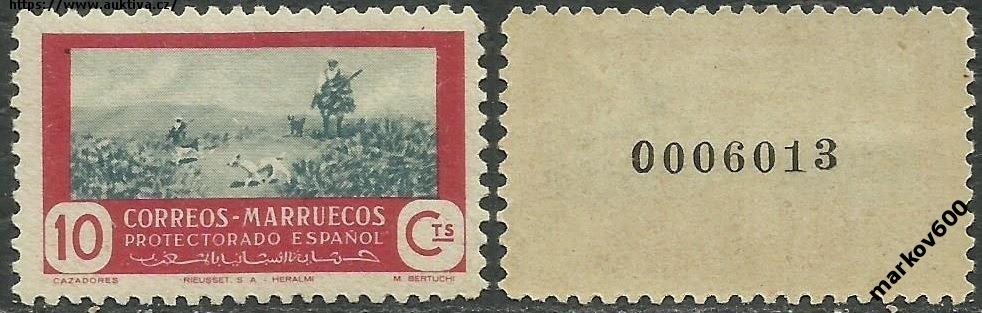 https://www.auktiva.cz/
10 CORREOS-MARRUECOS CTS
PROTECTORADO ESPAÑOL
CAZADORES RIEUSSET. S A - HERALMI M. BERTUCHI
0006013
markov600